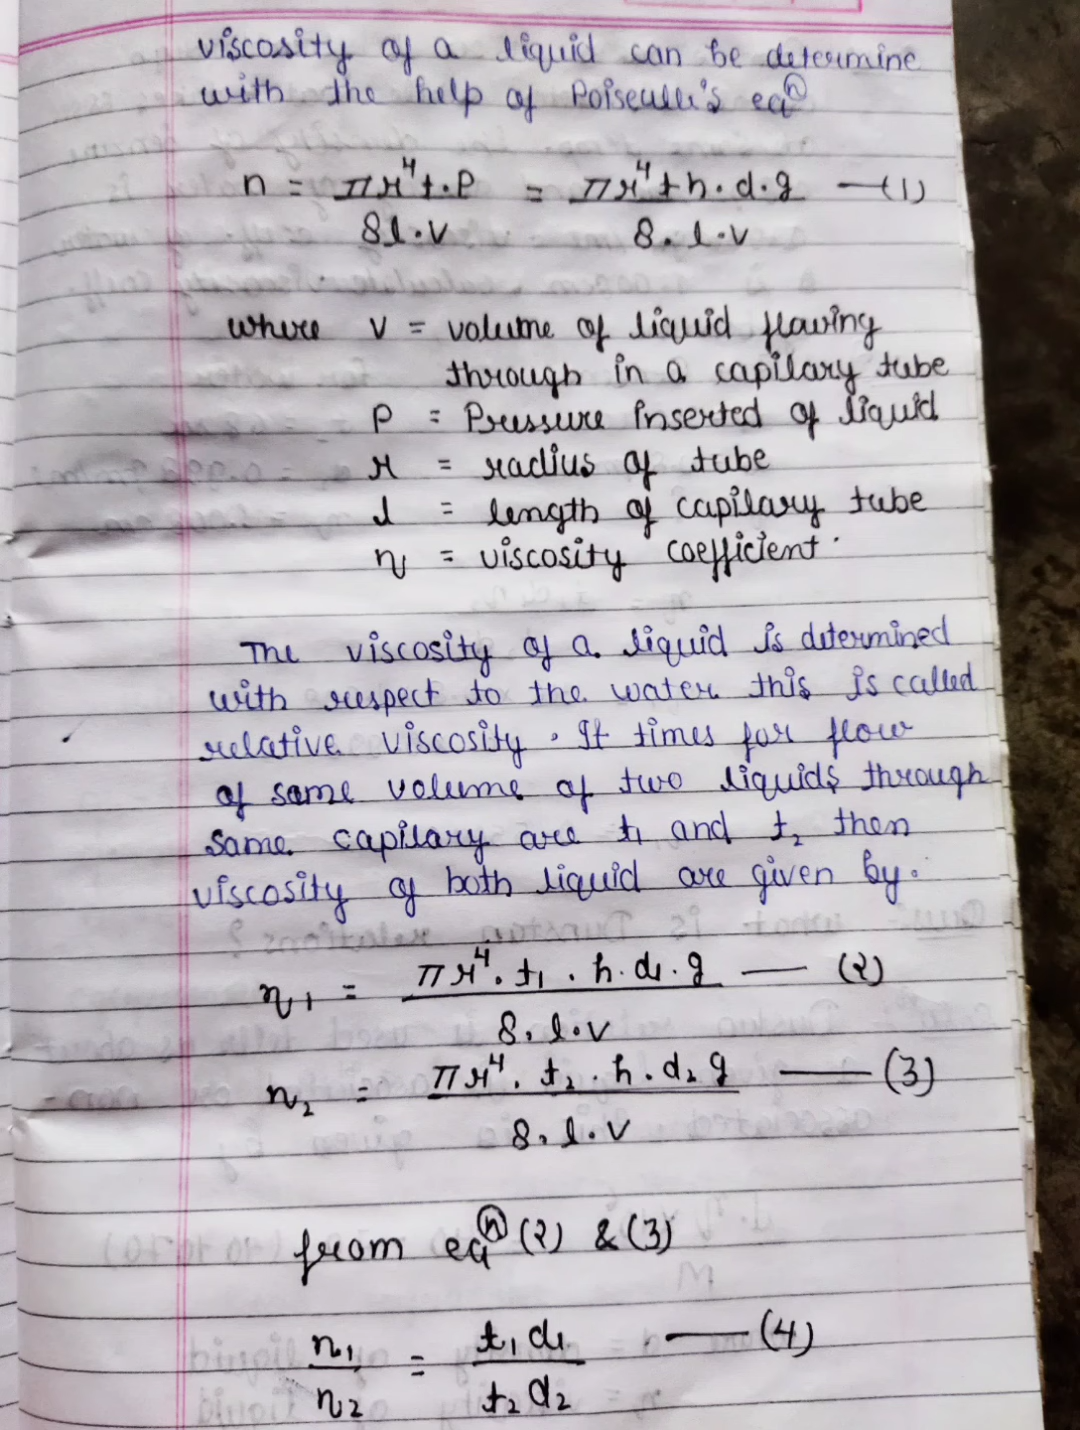 viscosity of a liquid can be determine
with the help of Poiseulli's eqⁿ
n = πr⁴t.P / 8l.v = πr⁴th.d.g / 8.l.v —(1)
where v = volume of liquid flowing
through in a capilary tube
P = Pressure inserted of liquid
r = radius of tube
l = length of capilary tube
η = viscosity coefficient.
The viscosity of a liquid is determined
with respect to the water this is called
relative viscosity. It times for flow
of same volume of two liquids through
same capilary are t₁ and t₂ then
viscosity of both liquid are given by.
η₁ = πr⁴. t₁ . h. d₁. g / 8. l.v —— (2)
η₂ = πr⁴. t₂. h. d₂ g / 8. l.v —— (3)
from eqⁿ (2) & (3)
η₁ / η₂ = t₁ d₁ / t₂ d₂ —— (4)